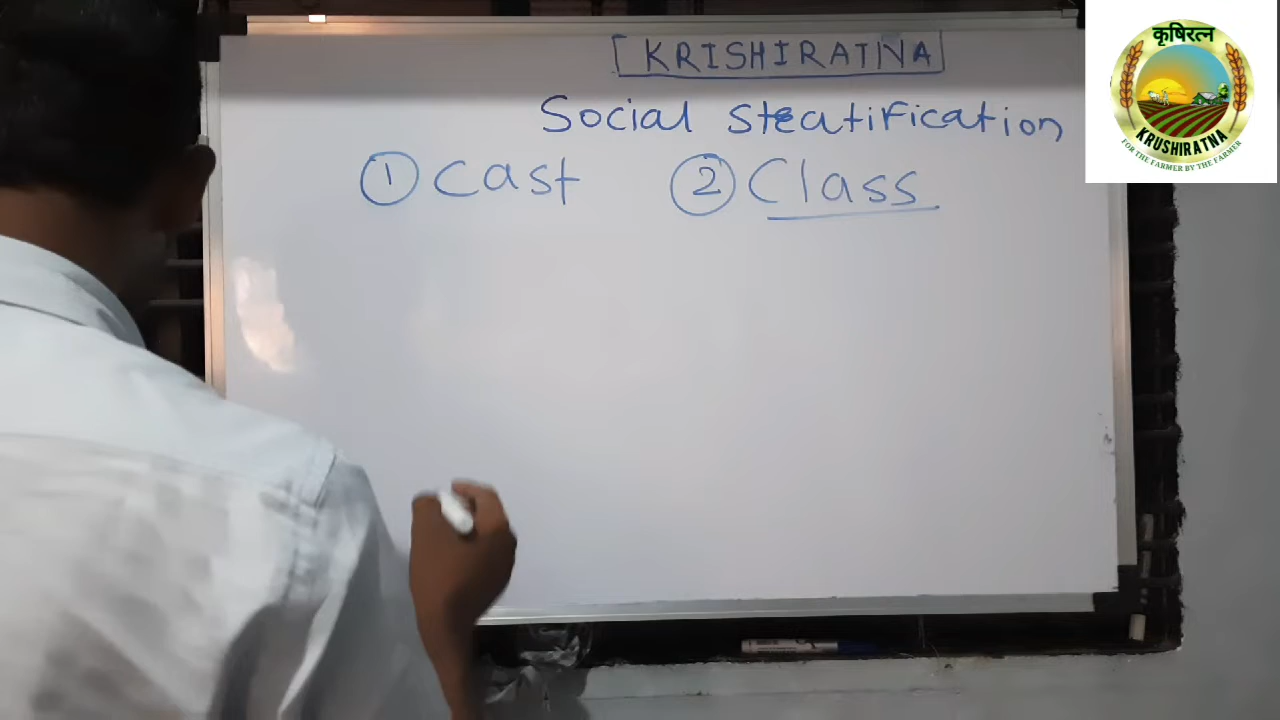 KRISHIRATNA
Social Steatification
① Cast ② Class
कृषिरत्न
KRUSHIRATNA
FOR THE FARMER BY THE FARMER